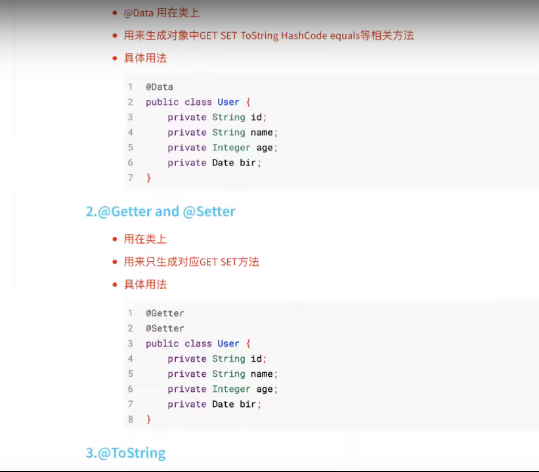 @Data 用在类上
用来生成对象中GET SET ToString HashCode equals等相关方法
具体用法
1 @Data
2 public class User {
3 private String id;
4 private String name;
5 private Integer age;
6 private Date bir;
7 }
2.@Getter and @Setter
用在类上
用来只生成对应GET SET方法
具体用法
1 @Getter
2 @Setter
3 public class User {
4 private String id;
5 private String name;
6 private Integer age;
7 private Date bir;
8 }
3.@ToString